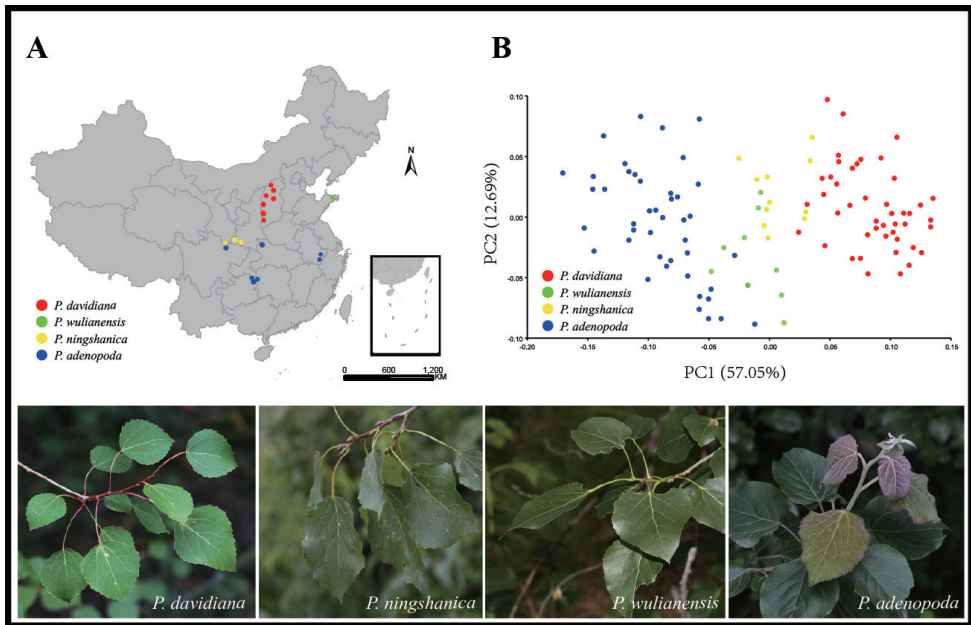 A
N
P. davidiana
P. wulianensis
P. ningshanica
P. adenopoda
0 600 1,200
KM
B
PC2 (12.69%)
0.10
0.05
0.00
-0.05
-0.10
P. davidiana
P. wulianensis
P. ningshanica
P. adenopoda
-0.20 -0.15 -0.10 -0.05 0.00 0.05 0.10 0.15
PC1 (57.05%)
P. davidiana
P. ningshanica
P. wulianensis
P. adenopoda